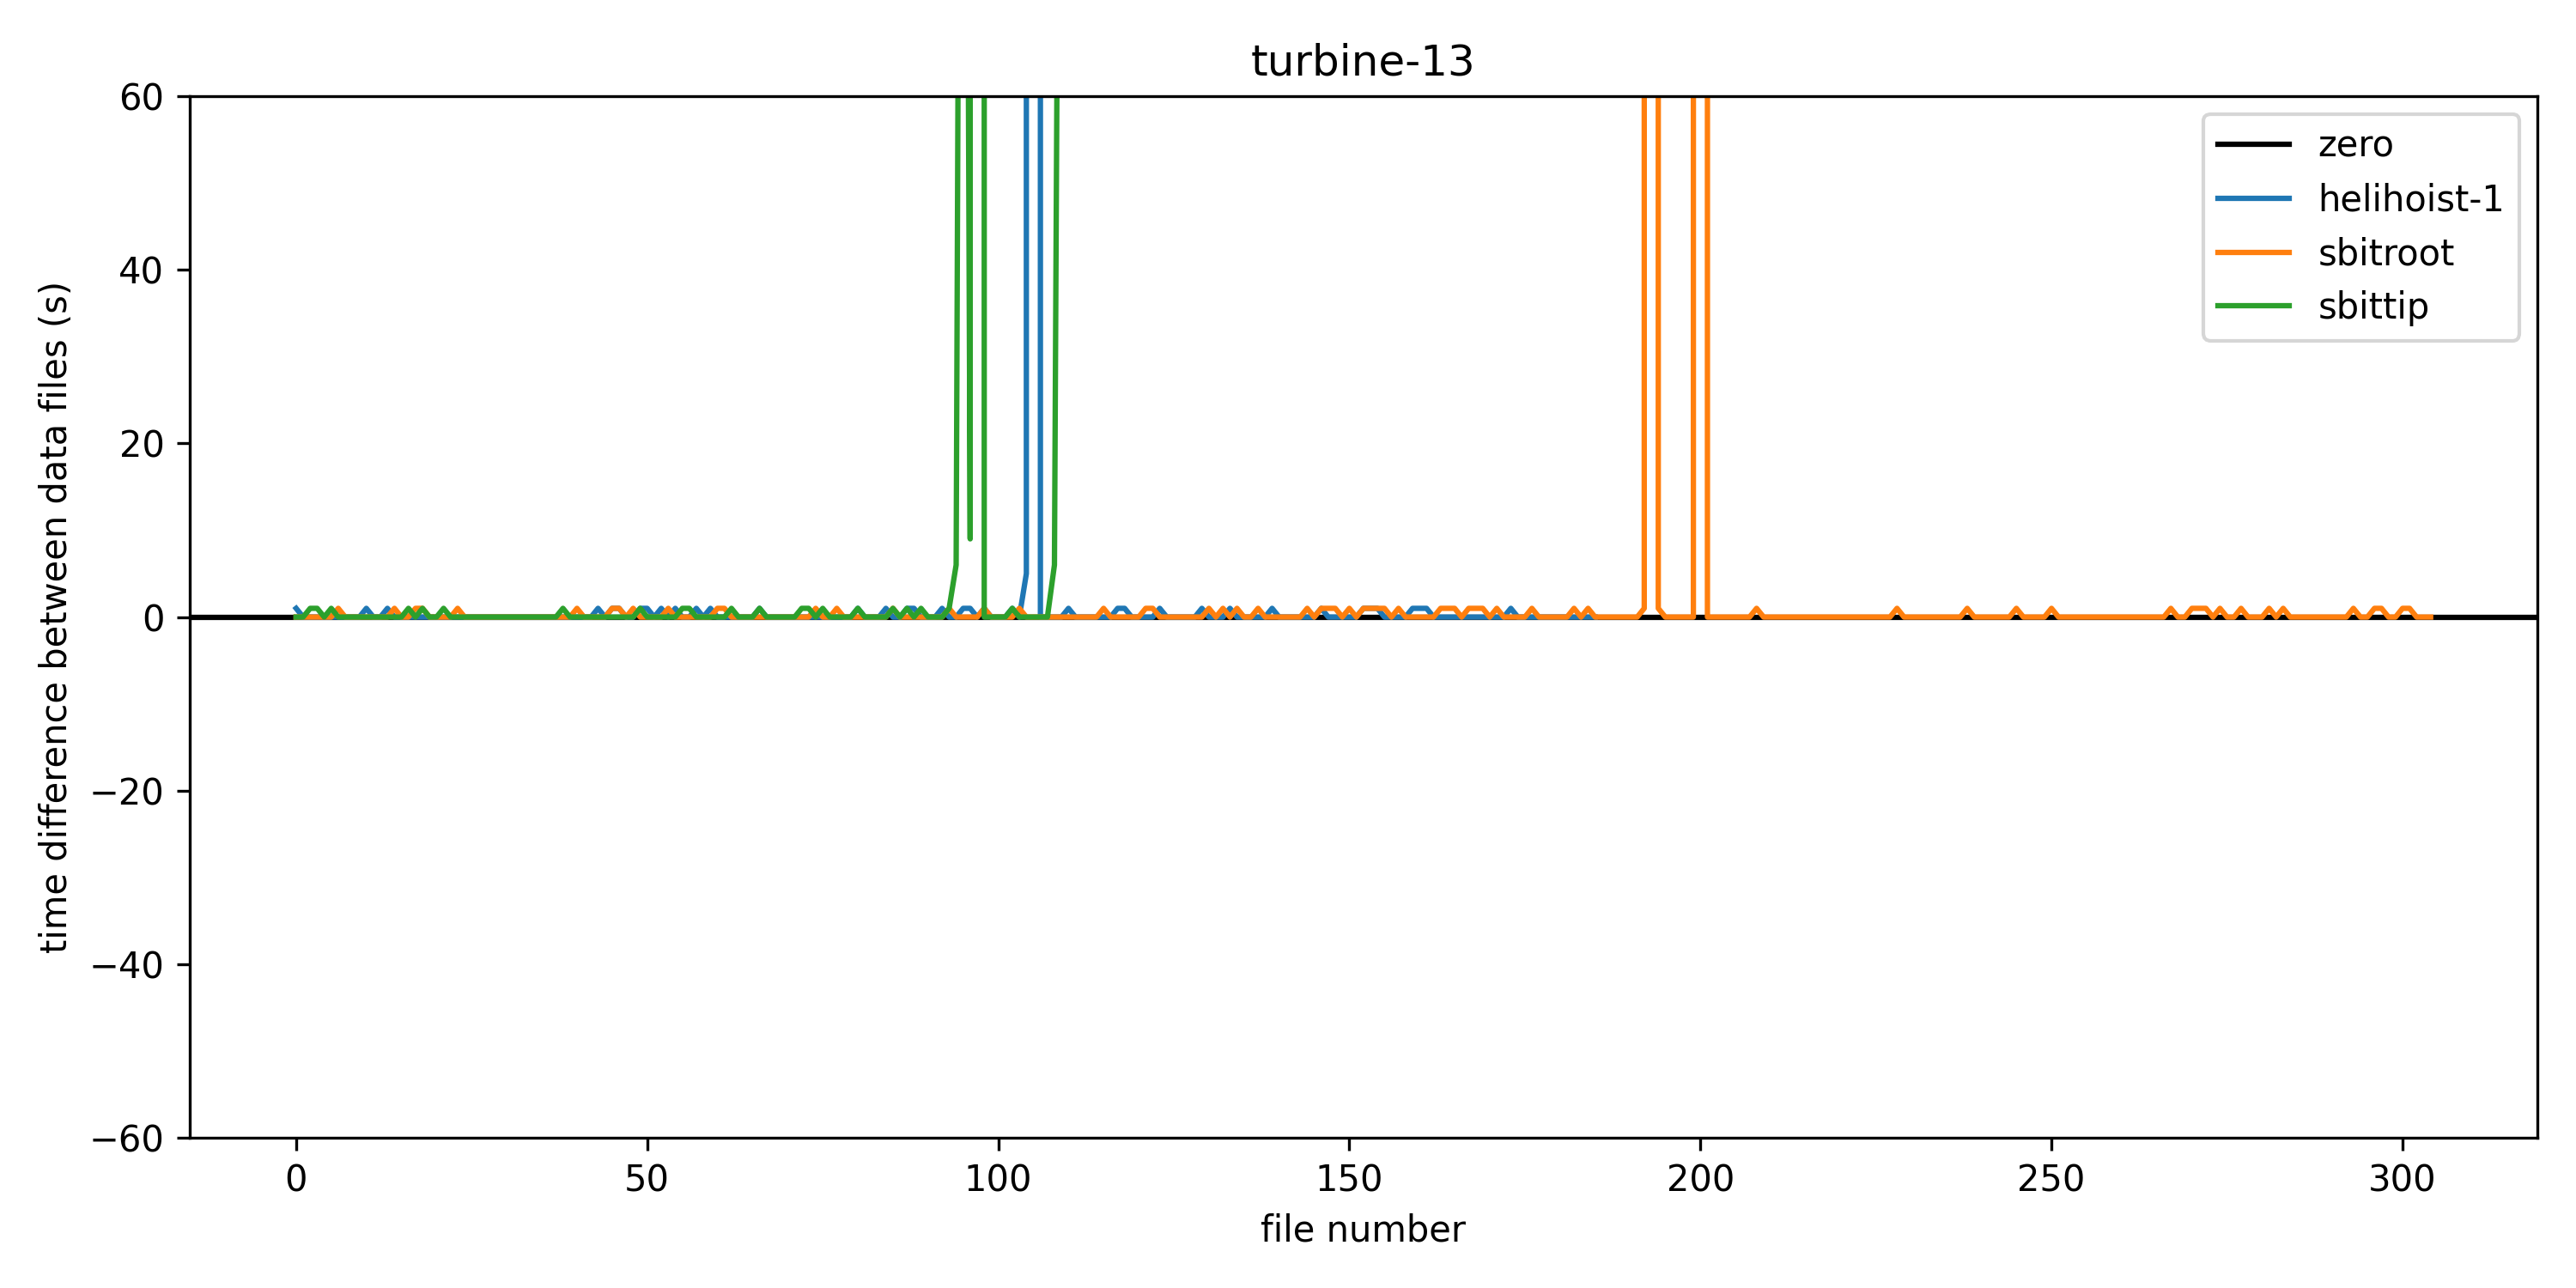 turbine-13
60
40
20
0
−20
−40
−60
time difference between data files (s)
zero
helihoist-1
sbitroot
sbittip
0 50 100 150 200 250 300
file number